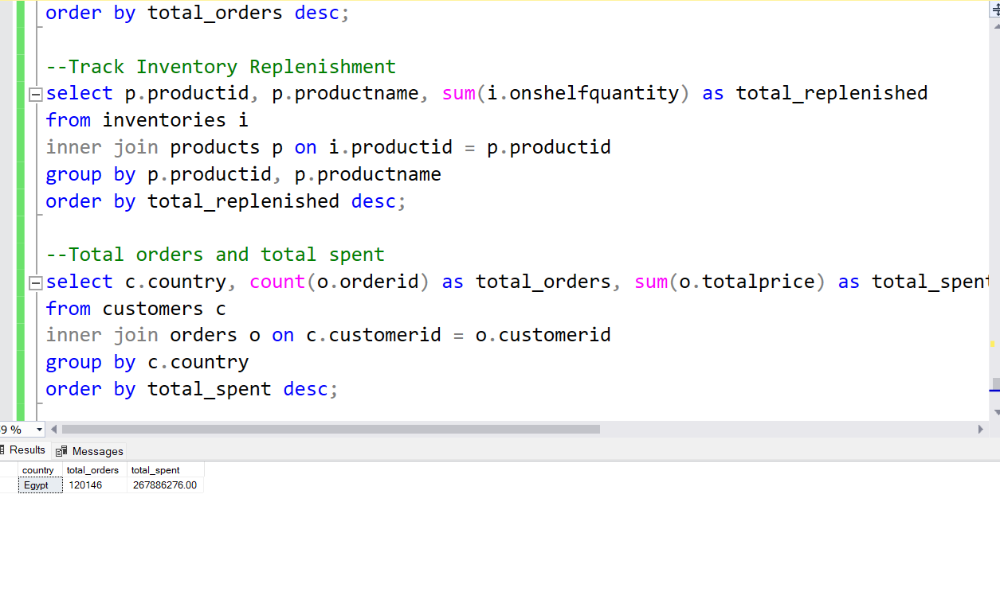 order by total_orders desc;
--Track Inventory Replenishment
select p.productid, p.productname, sum(i.onshelfquantity) as total_replenished
from inventories i
inner join products p on i.productid = p.productid
group by p.productid, p.productname
order by total_replenished desc;
--Total orders and total spent
select c.country, count(o.orderid) as total_orders, sum(o.totalprice) as total_spent
from customers c
inner join orders o on c.customerid = o.customerid
group by c.country
order by total_spent desc;
9 %
Results Messages
country total_orders total_spent
Egypt 120146 267886276.00